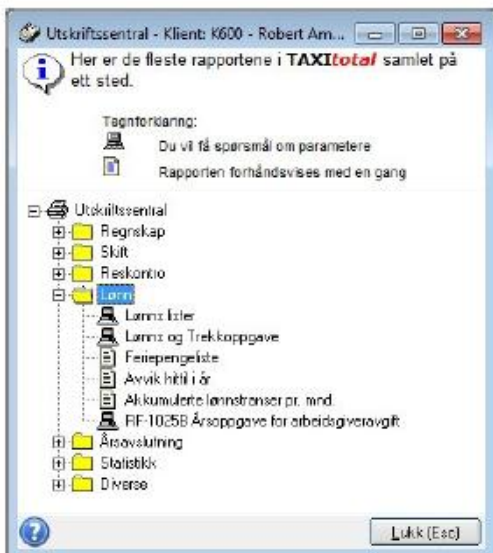 Utskriftssentral - Klient: K600 - Robert Am...
Her er de fleste rapportene i TAXItotal samlet på
ett sted.
Tegnforklaring:
Du vil få spørsmål om parametere
Rapporten forhåndsvises med en gang
Utskriftssentral
Regnskap
Skift
Reskontro
Lønn
Lønns lister
Lønns og Trekkoppgave
Feriepengeliste
Avvik hittil i år
Akkumulerte lønnstranser pr. mnd.
RF-1025B Årsoppgave for arbeidsgiveravgift
Årsavslutning
Statistikk
Diverse
Lukk (Esc)